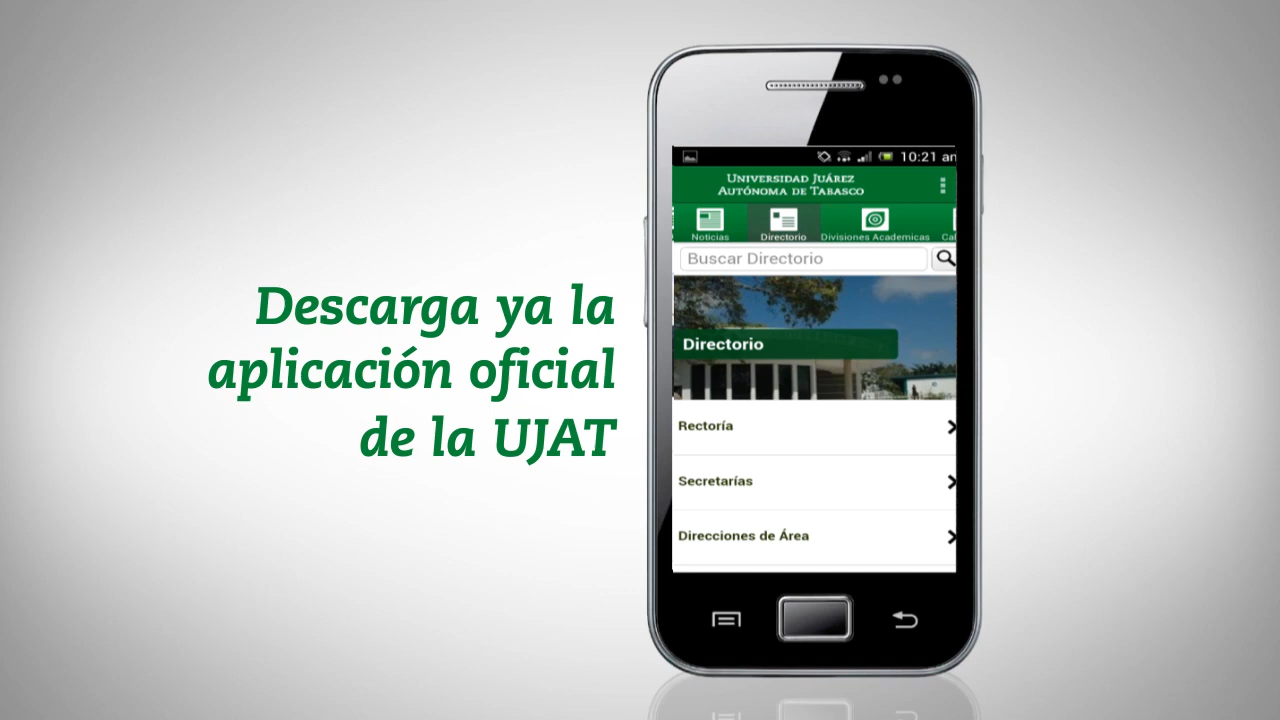 Descarga ya la
aplicación oficial
de la UJAT
10:21 am
UNIVERSIDAD JUÁREZ
AUTÓNOMA DE TABASCO
Noticias
Directorio
Divisiones Academicas
Buscar Directorio
Directorio
Rectoría
Secretarías
Direcciones de Área